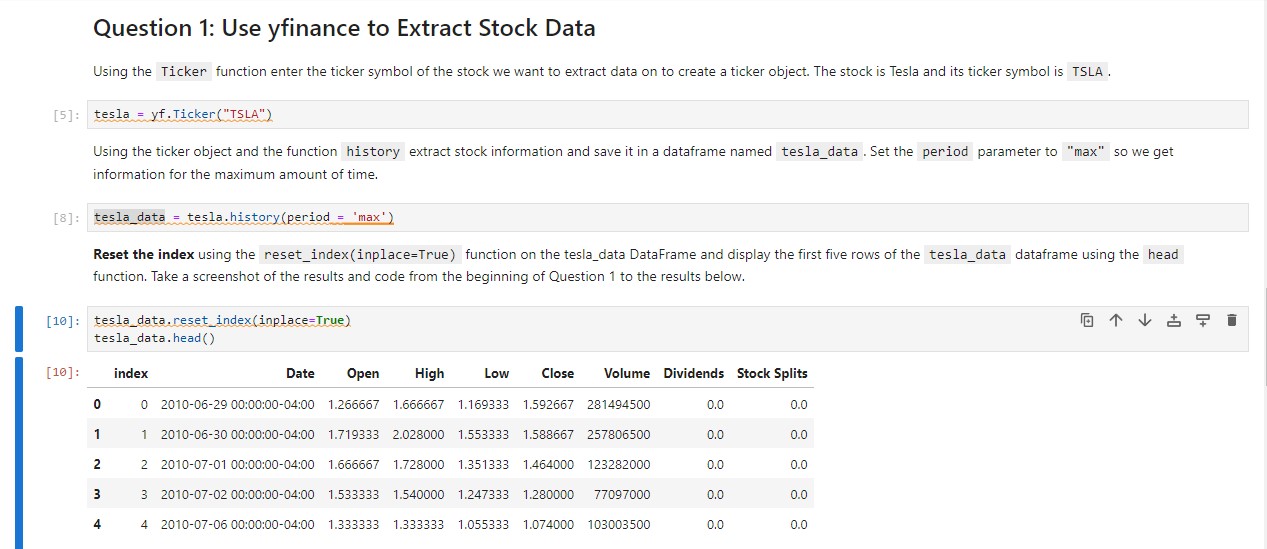 Question 1: Use yfinance to Extract Stock Data
Using the Ticker function enter the ticker symbol of the stock we want to extract data on to create a ticker object. The stock is Tesla and its ticker symbol is TSLA .
[5]: tesla = yf.Ticker("TSLA")
Using the ticker object and the function history extract stock information and save it in a dataframe named tesla_data . Set the period parameter to "max" so we get
information for the maximum amount of time.
[8]: tesla_data = tesla.history(period = 'max')
Reset the index using the reset_index(inplace=True) function on the tesla_data DataFrame and display the first five rows of the tesla_data dataframe using the head
function. Take a screenshot of the results and code from the beginning of Question 1 to the results below.
[10]: tesla_data.reset_index(inplace=True)
tesla_data.head()
[10]: index Date Open High Low Close Volume Dividends Stock Splits
0 0 2010-06-29 00:00:00-04:00 1.266667 1.666667 1.169333 1.592667 281494500 0.0 0.0
1 1 2010-06-30 00:00:00-04:00 1.719333 2.028000 1.553333 1.588667 257806500 0.0 0.0
2 2 2010-07-01 00:00:00-04:00 1.666667 1.728000 1.351333 1.464000 123282000 0.0 0.0
3 3 2010-07-02 00:00:00-04:00 1.533333 1.540000 1.247333 1.280000 77097000 0.0 0.0
4 4 2010-07-06 00:00:00-04:00 1.333333 1.333333 1.055333 1.074000 103003500 0.0 0.0